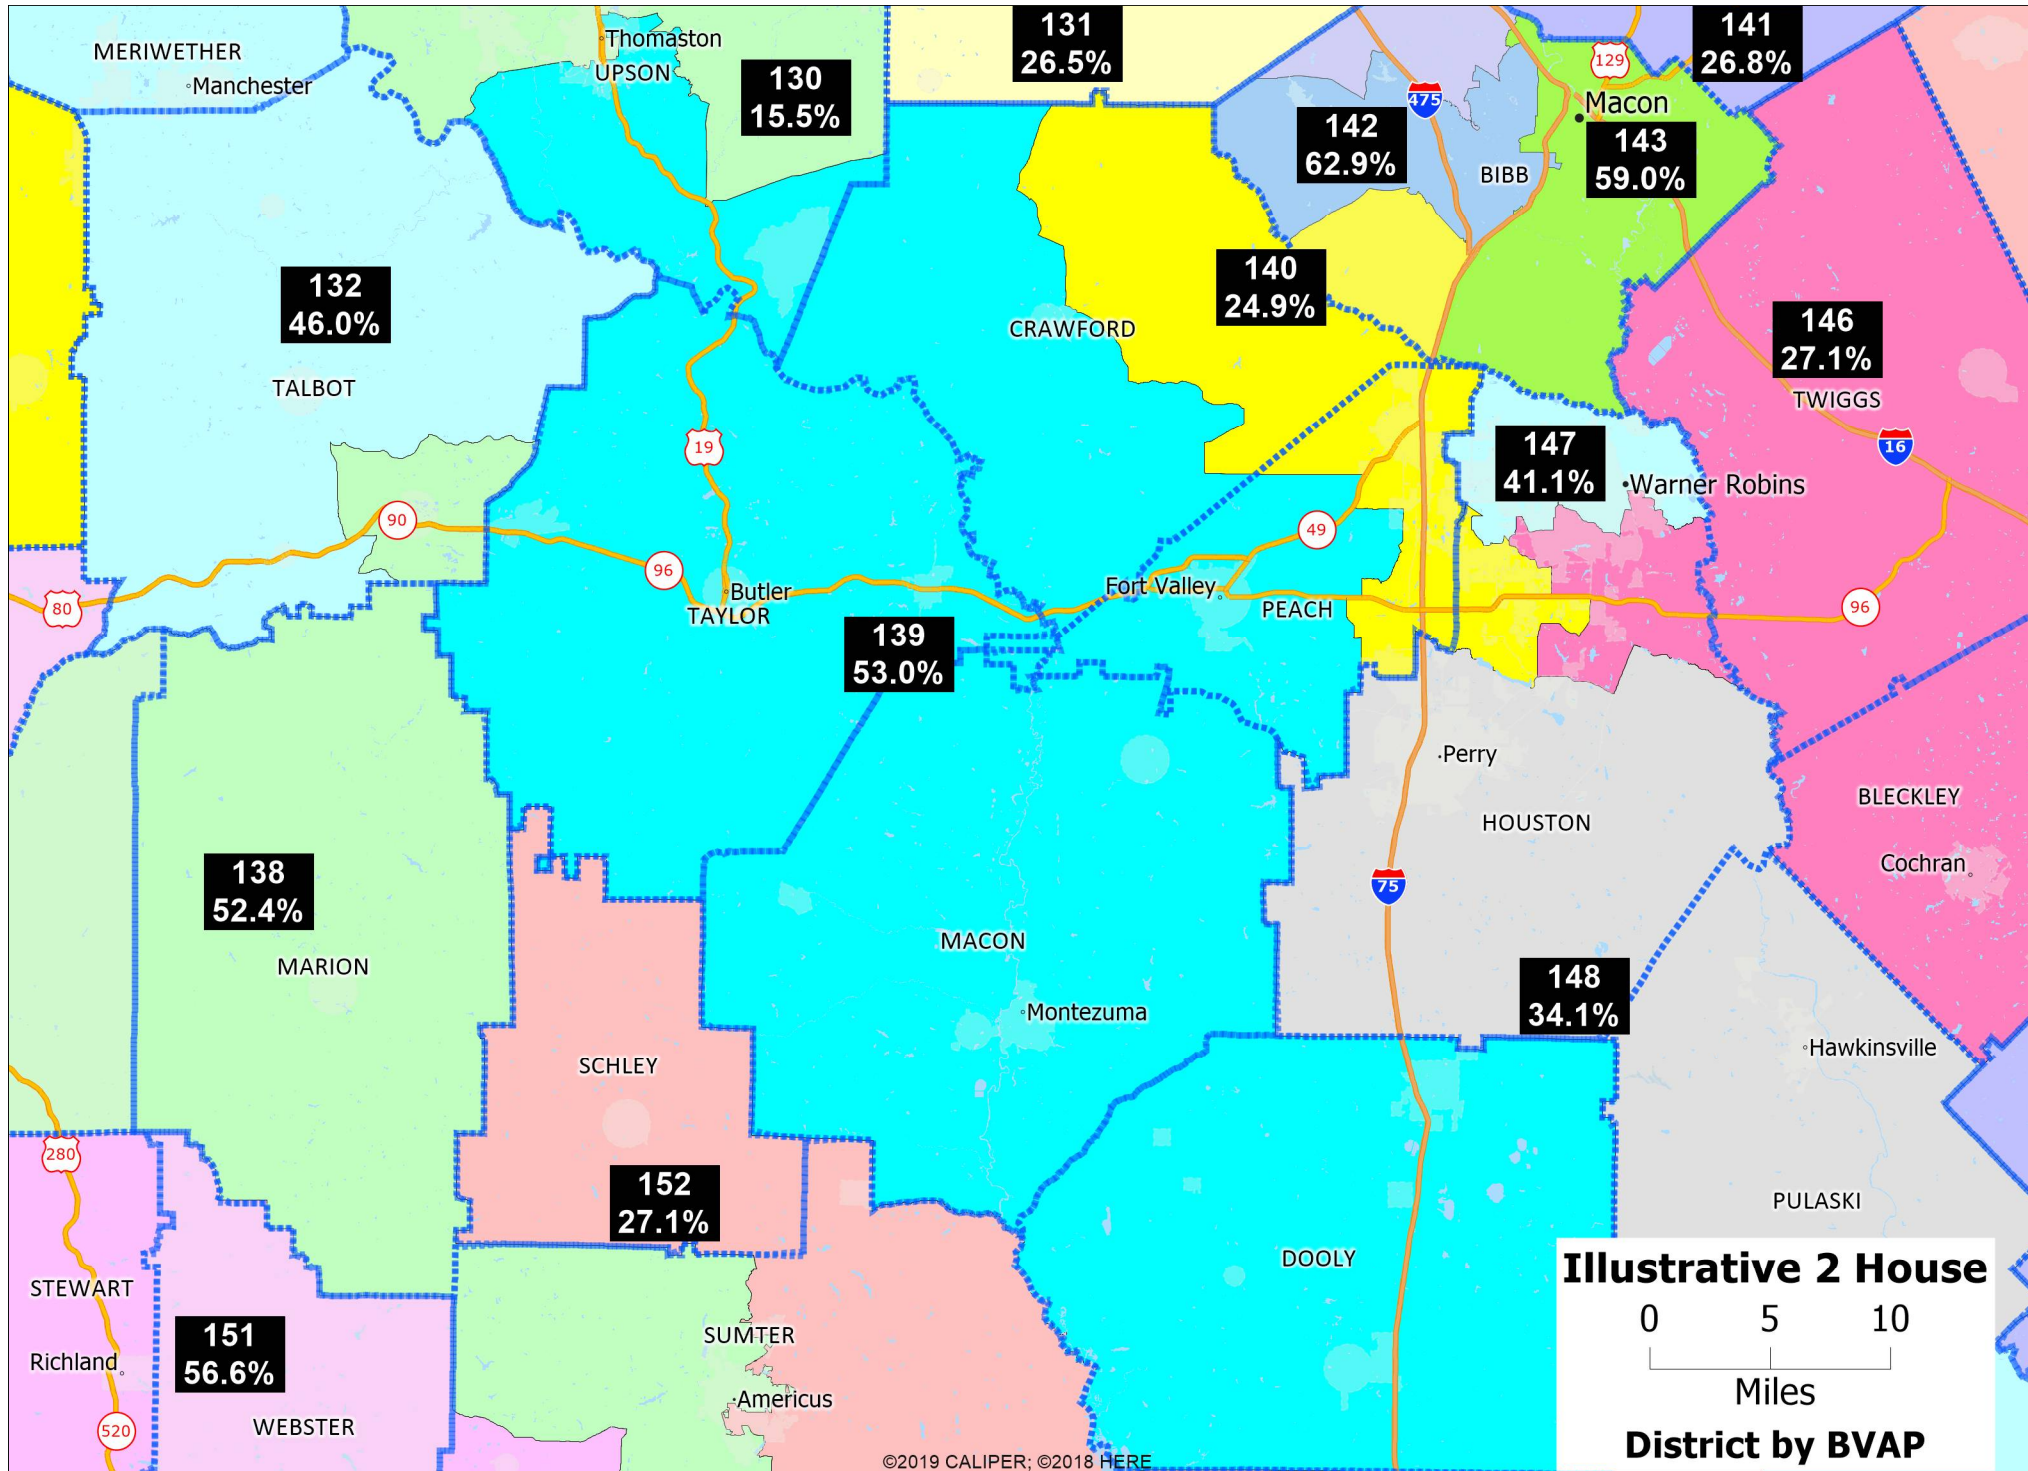 131
26.5%
141
26.8%
MERIWETHER
Manchester
Thomaston
UPSON
130
15.5%
129
475
Macon
142
62.9%
143
59.0%
BIBB
132
46.0%
140
24.9%
CRAWFORD
146
27.1%
TWIGGS
TALBOT
19
147
41.1%
16
Warner Robins
90
49
96
Butler
TAYLOR
Fort Valley
PEACH
80
96
139
53.0%
Perry
HOUSTON
BLECKLEY
Cochran
138
52.4%
75
MARION
MACON
148
34.1%
Montezuma
Hawkinsville
SCHLEY
280
152
27.1%
PULASKI
DOOLY
STEWART
151
56.6%
Richland
SUMTER
Americus
WEBSTER
520
Illustrative 2 House
0 5 10
Miles
District by BVAP
©2019 CALIPER; ©2018 HERE